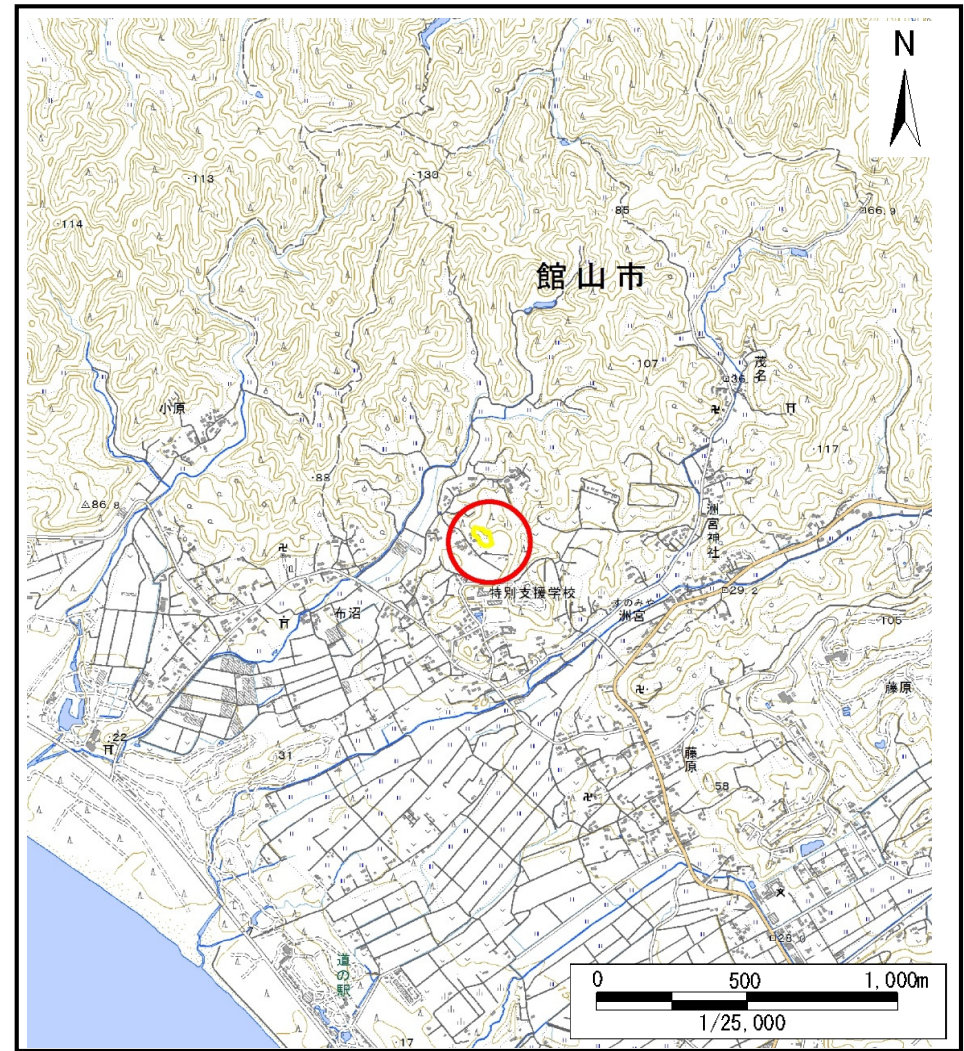 N
・113
・130
・114
85
□66.9
館山市
・107
茂名
□36
小原
・117
・88
△86.8
洲宮神社
特別支援学校
□29.2
すのみや
洲宮
布沼
・105
藤原
・22
31
藤原
58
□28.0
道の駅
・17
0 500 1,000m
1/25,000